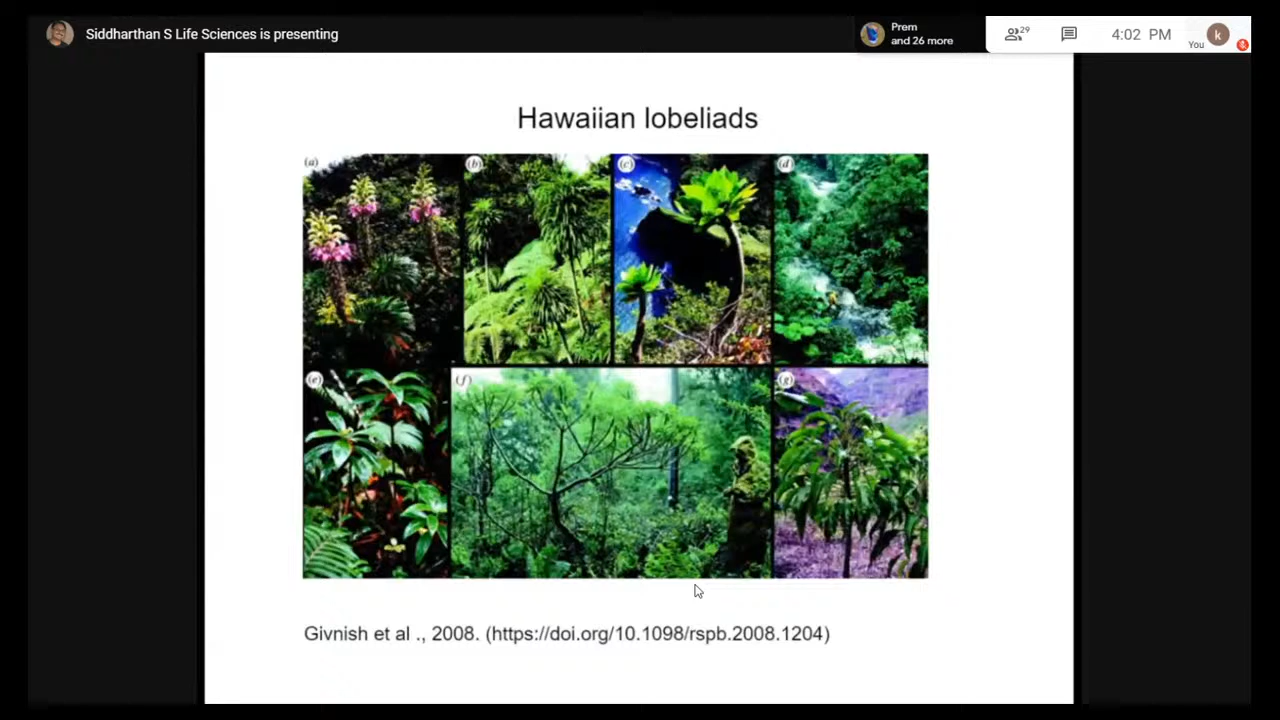 Siddharthan S Life Sciences is presenting
Prem
and 26 more
29
4:02 PM
You
k
Hawaiian lobeliads
(a)
(b)
(c)
(d)
(e)
(f)
(g)
Givnish et al ., 2008. (https://doi.org/10.1098/rspb.2008.1204)